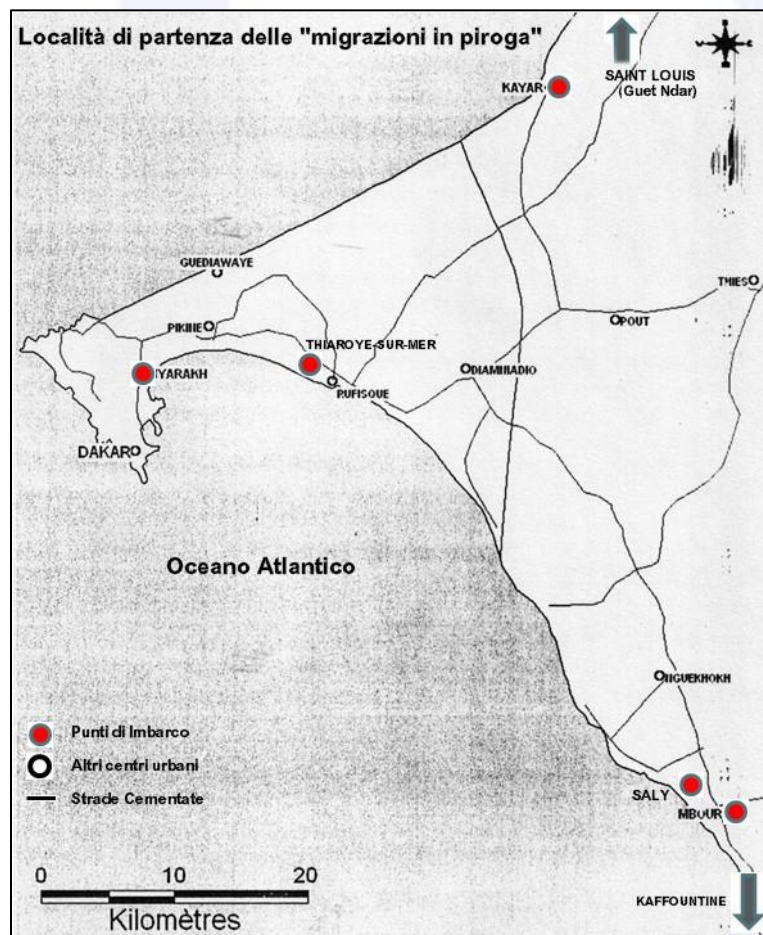 Località di partenza delle "migrazioni in piroga"
SAINT LOUIS
(Guet Ndar)
KAYAR
GUEDIAWAYE
THIES
PIKINE
POUT
THIAROYE-SUR-MER
DIAMNIADIO
YARAKH
RUFISQUE
DAKAR
Oceano Atlantico
NGUEKHOKH
Punti di Imbarco
Altri centri urbani
Strade Cementate
SALY
MBOUR
0 10 20
Kilomètres
KAFFOUNTINE